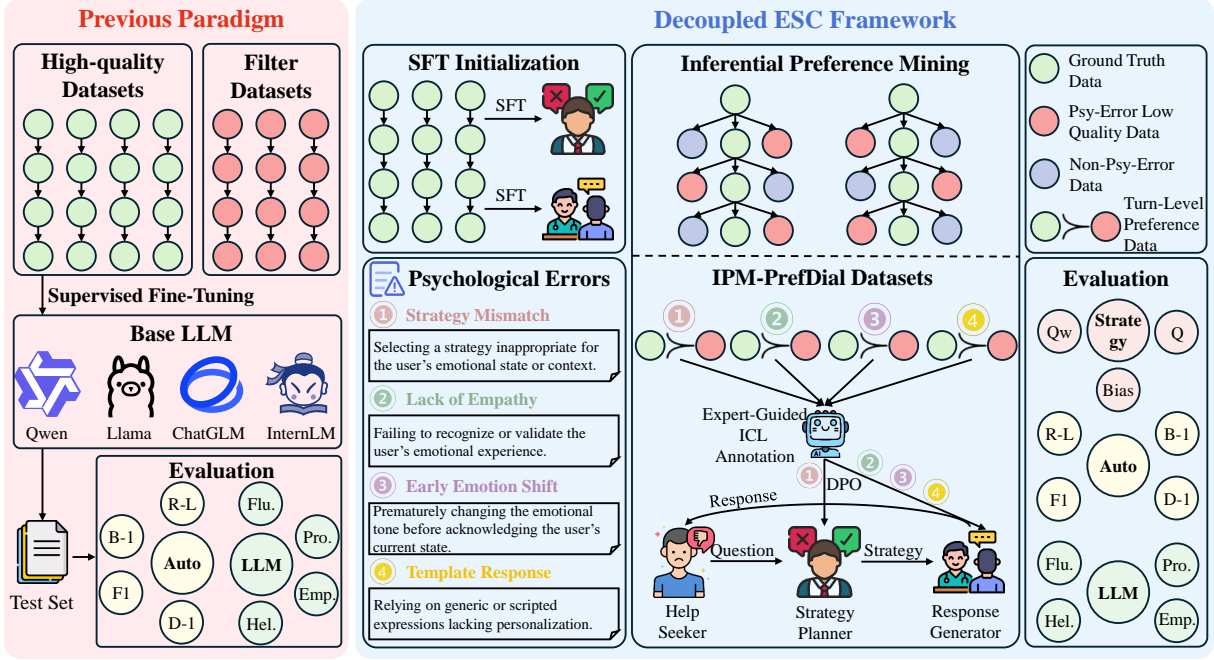 Previous Paradigm
High-quality
Datasets
Filter
Datasets
Supervised Fine-Tuning
Base LLM
Qwen
Llama
ChatGLM
InternLM
Test Set
Evaluation
R-L
Flu.
B-1
Pro.
Auto
LLM
F1
Emp.
D-1
Hel.
Decoupled ESC Framework
SFT Initialization
SFT
SFT
Inferential Preference Mining
Ground Truth
Data
Psy-Error Low
Quality Data
Non-Psy-Error
Data
Turn-Level
Preference
Data
Psychological Errors
1 Strategy Mismatch
Selecting a strategy inappropriate for
the user's emotional state or context.
2 Lack of Empathy
Failing to recognize or validate the
user's emotional experience.
3 Early Emotion Shift
Prematurely changing the emotional
tone before acknowledging the user's
current state.
4 Template Response
Relying on generic or scripted
expressions lacking personalization.
IPM-PrefDial Datasets
1
2
3
4
Expert-Guided
ICL
Annotation
AI
1
2
3
4
DPO
Response
Question
Strategy
Help
Seeker
Strategy
Planner
Response
Generator
Evaluation
Qw
Strate
gy
Q
Bias
R-L
B-1
Auto
F1
D-1
Flu.
Pro.
LLM
Hel.
Emp.